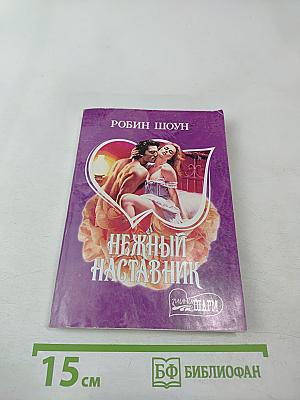 РОБИН ШОУН
НЕЖНЫЙ
НАСТАВНИК
ШАРМ
15 см
БФ БИБЛИОФАН